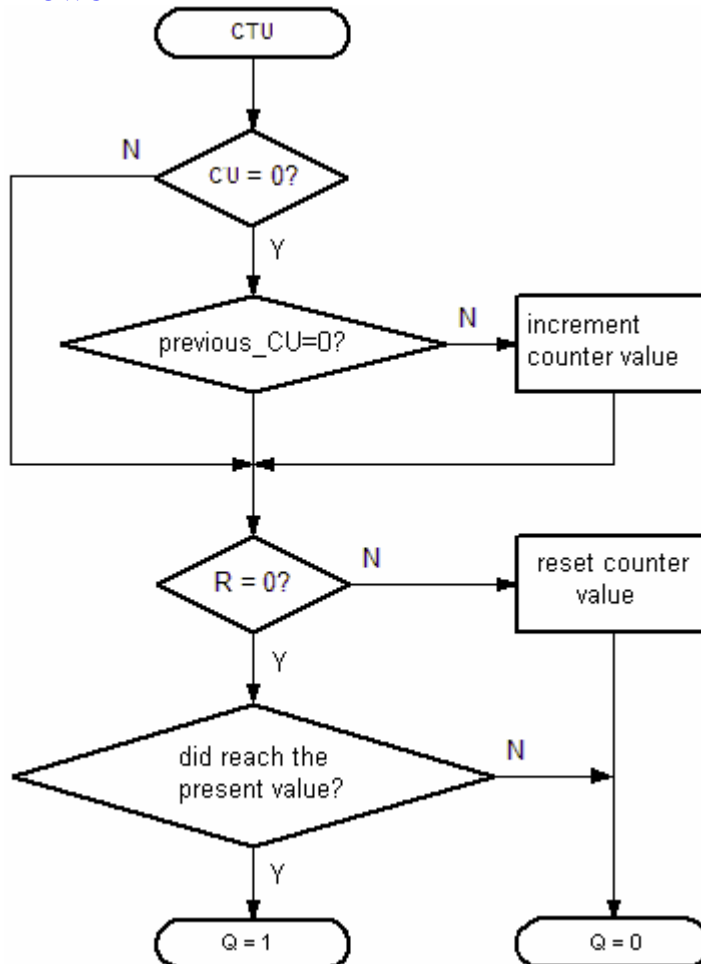 CTU
N
CU = 0?
Y
previous_CU=0?
N
increment
counter value
R = 0?
N
reset counter
value
Y
did reach the
present value?
N
Y
Q = 1
Q = 0